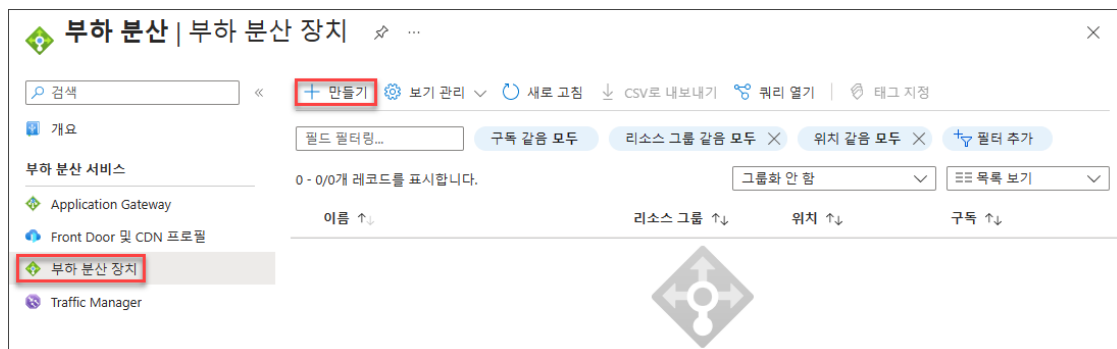 부하 분산 | 부하 분산 장치
검색
개요
부하 분산 서비스
Application Gateway
Front Door 및 CDN 프로필
부하 분산 장치
Traffic Manager
만들기 보기 관리 새로 고침 CSV로 내보내기 쿼리 열기 태그 지정
필드 필터링... 구독 같음 모두 리소스 그룹 같음 모두 위치 같음 모두 필터 추가
0 - 0/0개 레코드를 표시합니다. 그룹화 안 함 목록 보기
이름 리소스 그룹 위치 구독